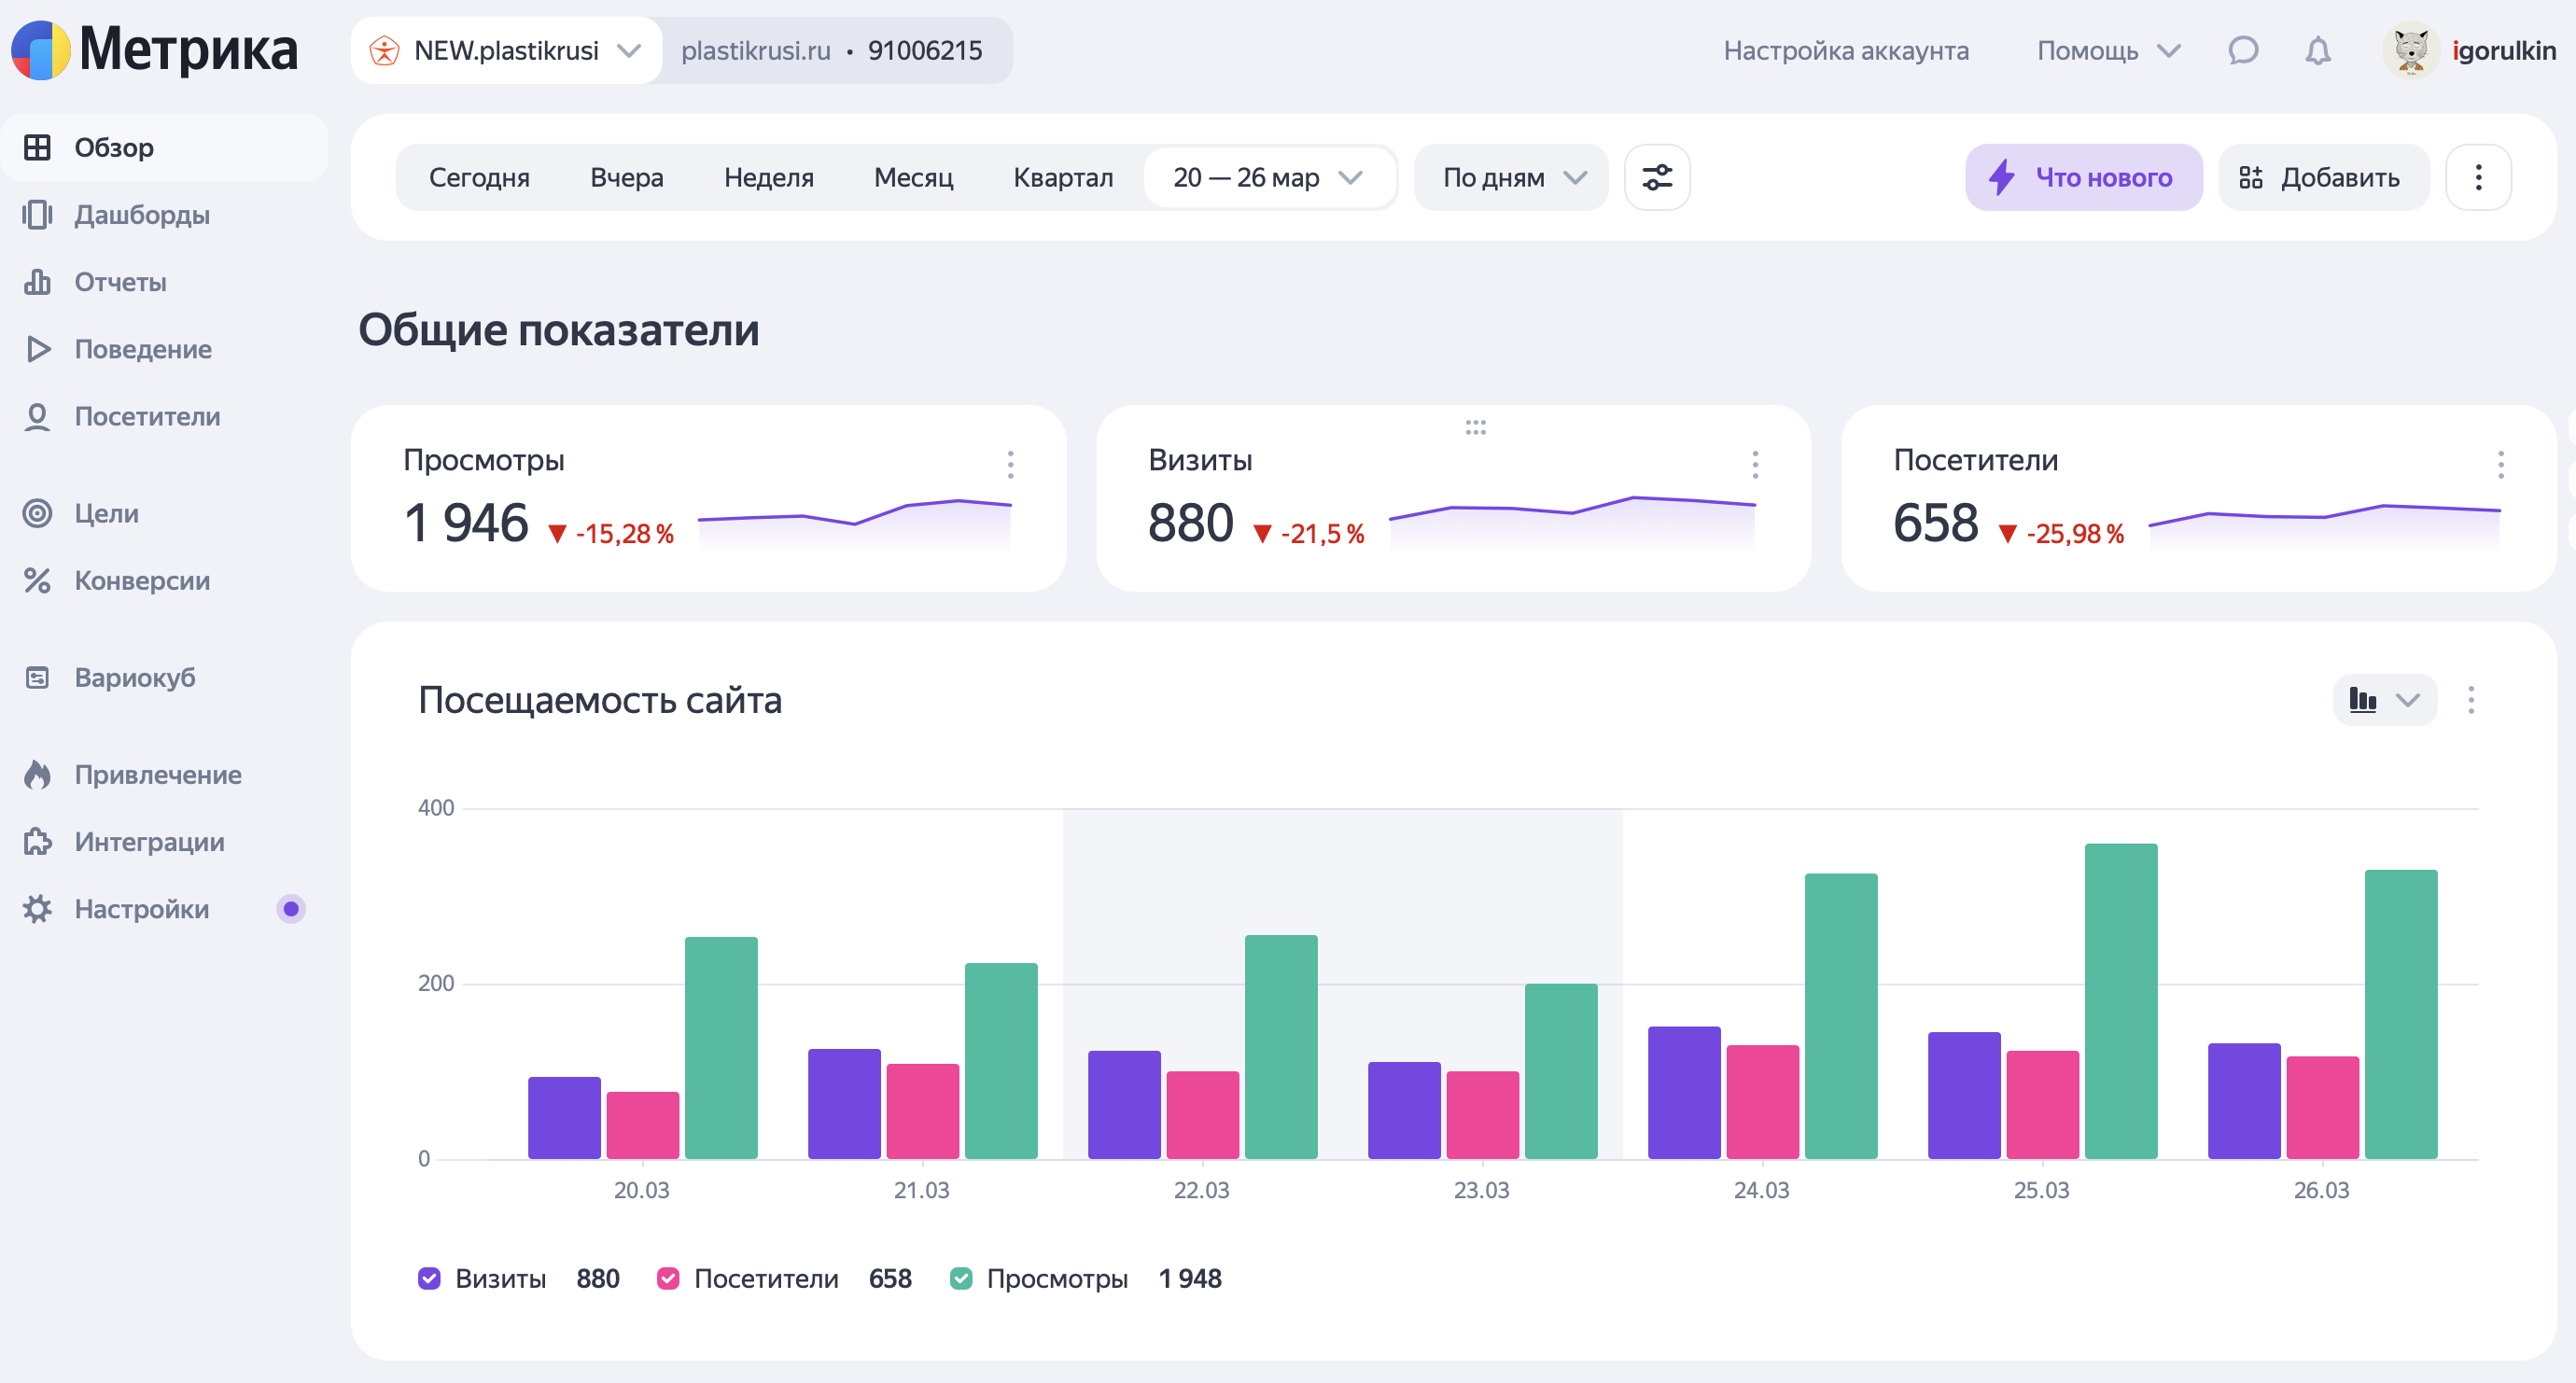 Метрика
NEW.plastikrusi
plastikrusi.ru • 91006215
Настройка аккаунта
Помощь
igorulkin
Обзор
Дашборды
Отчеты
Поведение
Посетители
Цели
Конверсии
Вариокуб
Привлечение
Интеграции
Настройки
Сегодня Вчера Неделя Месяц Квартал 20 — 26 мар По дням
Что нового
Добавить
Общие показатели
Просмотры
1 946 ▼ -15,28 %
Визиты
880 ▼ -21,5 %
Посетители
658 ▼ -25,98 %
Посещаемость сайта
400
200
0
20.03 21.03 22.03 23.03 24.03 25.03 26.03
Визиты 880 Посетители 658 Просмотры 1 948